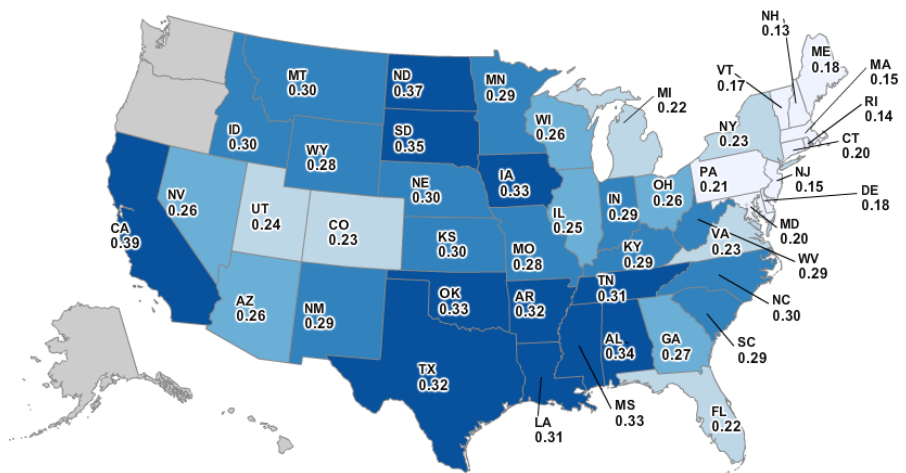 NH
0.13
ME
0.18
MA
0.15
VT
0.17
RI
0.14
CT
0.20
NY
0.23
MI
0.22
MT
0.30
ND
0.37
MN
0.29
WI
0.26
ID
0.30
SD
0.35
WY
0.28
PA
0.21
NJ
0.15
DE
0.18
MD
0.20
IA
0.33
NE
0.30
NV
0.26
UT
0.24
CO
0.23
IL
0.25
IN
0.29
OH
0.26
VA
0.23
WV
0.29
CA
0.39
KS
0.30
MO
0.28
KY
0.29
NC
0.30
TN
0.31
AZ
0.26
NM
0.29
OK
0.33
AR
0.32
AL
0.34
GA
0.27
SC
0.29
TX
0.32
LA
0.31
MS
0.33
FL
0.22